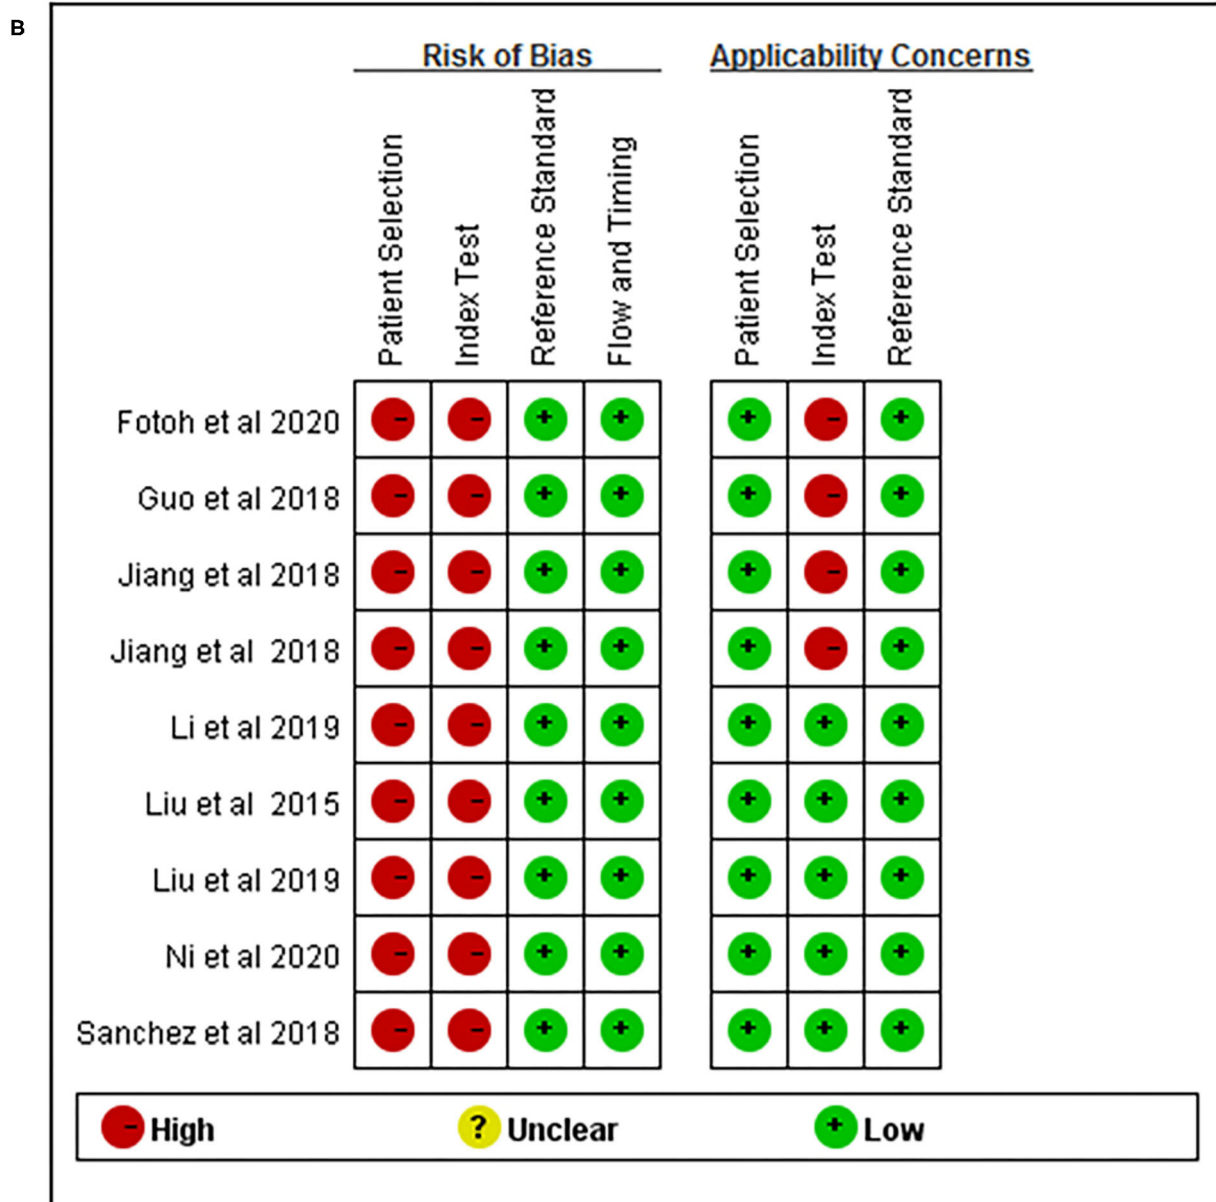 B
Risk of Bias
Applicability Concerns
Patient Selection
Index Test
Reference Standard
Flow and Timing
Patient Selection
Index Test
Reference Standard
Fotoh et al 2020 - - + + + - +
Guo et al 2018 - - + + + - +
Jiang et al 2018 - - + + + - +
Jiang et al  2018 - - + + + - +
Li et al 2019 - - + + + + +
Liu et al  2015 - - + + + + +
Liu et al 2019 - - + + + + +
Ni et al 2020 - - + + + + +
Sanchez et al 2018 - - + + + + +
- High ? Unclear + Low